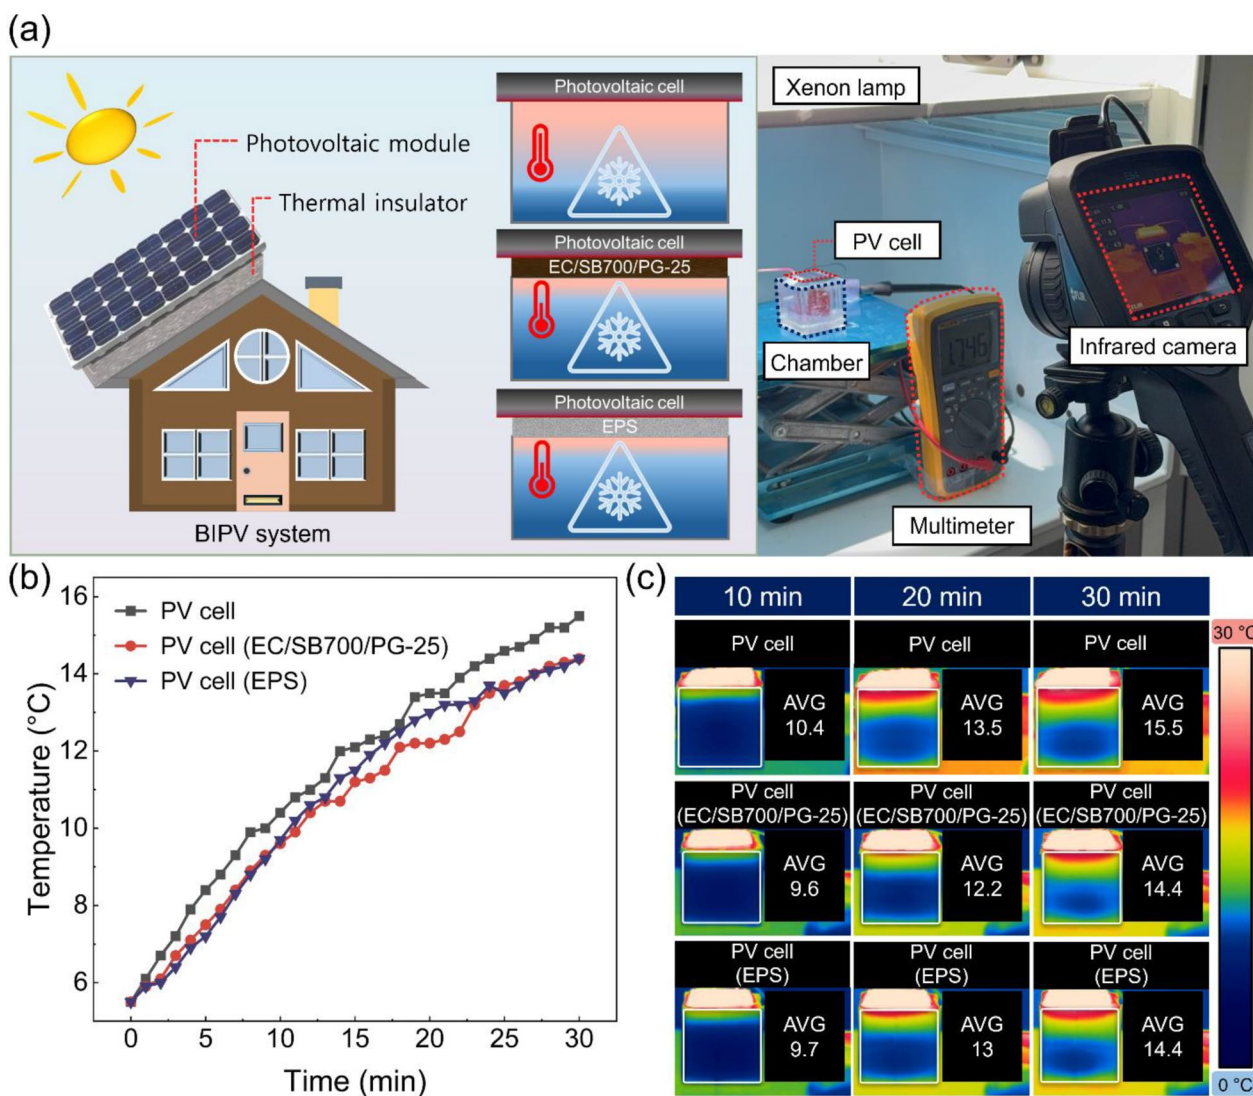 (a)
Photovoltaic module
Thermal insulator
BIPV system
Photovoltaic cell
Photovoltaic cell
EC/SB700/PG-25
Photovoltaic cell
EPS
Xenon lamp
PV cell
Chamber
1.746
Multimeter
Infrared camera
(b)
Temperature (°C)
16
14
12
10
8
6
PV cell
PV cell (EC/SB700/PG-25)
PV cell (EPS)
0 5 10 15 20 25 30
Time (min)
(c)
10 min 20 min 30 min
PV cell PV cell PV cell
AVG AVG AVG
10.4 13.5 15.5
PV cell PV cell PV cell
(EC/SB700/PG-25) (EC/SB700/PG-25) (EC/SB700/PG-25)
AVG AVG AVG
9.6 12.2 14.4
PV cell PV cell PV cell
(EPS) (EPS) (EPS)
AVG AVG AVG
9.7 13 14.4
30 °C
0 °C